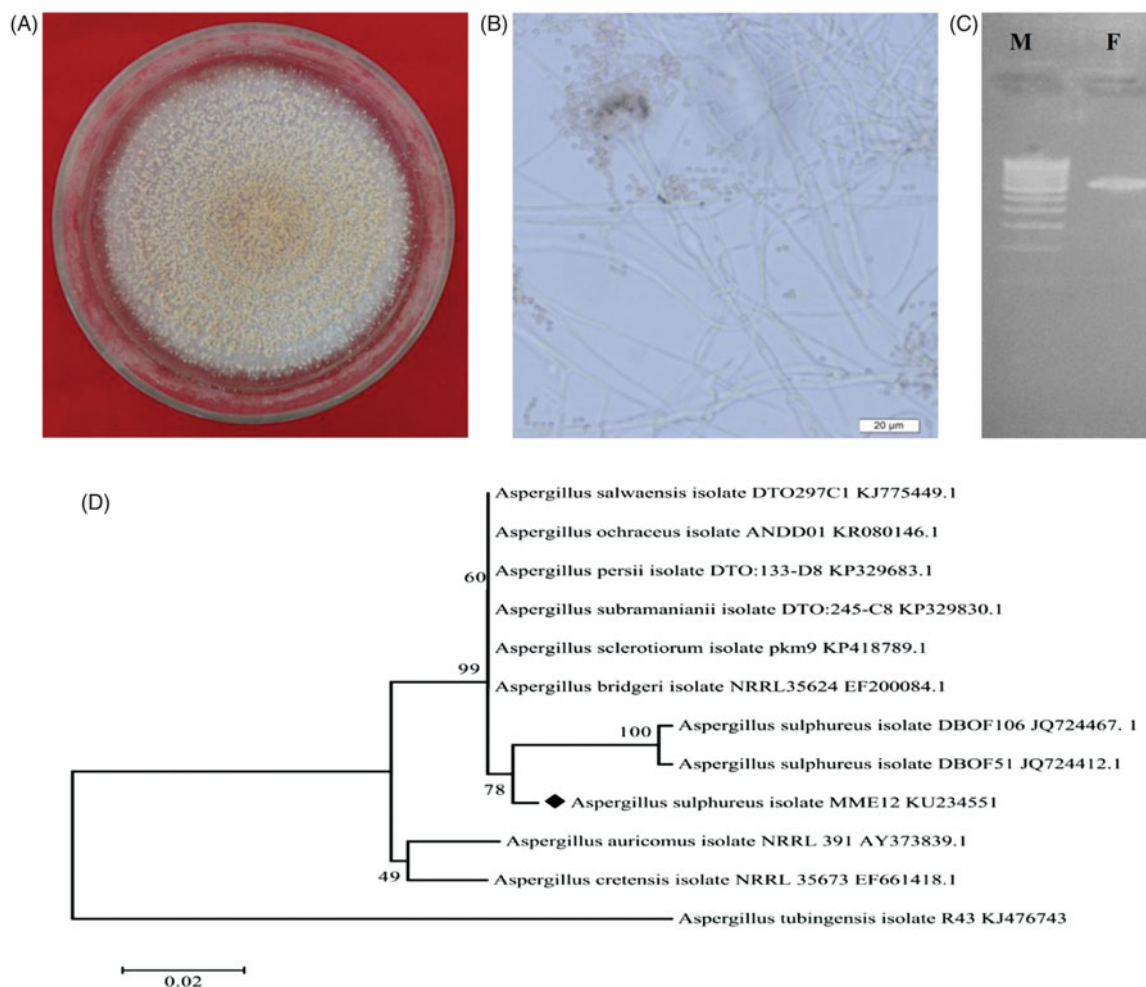 (A)
(B)
(C)
M F
20 µm
(D)
Aspergillus salwaensis isolate DTO297C1 KJ775449.1
Aspergillus ochraceus isolate ANDD01 KR080146.1
60
Aspergillus persii isolate DTO:133-D8 KP329683.1
Aspergillus subramanianii isolate DTO:245-C8 KP329830.1
Aspergillus sclerotiorum isolate pkm9 KP418789.1
99
Aspergillus bridgeri isolate NRRL35624 EF200084.1
100
Aspergillus sulphureus isolate DBOF106 JQ724467. 1
Aspergillus sulphureus isolate DBOF51 JQ724412.1
78
Aspergillus sulphureus isolate MME12 KU234551
Aspergillus auricomus isolate NRRL 391 AY373839.1
49
Aspergillus cretensis isolate NRRL 35673 EF661418.1
Aspergillus tubingensis isolate R43 KJ476743
0.02